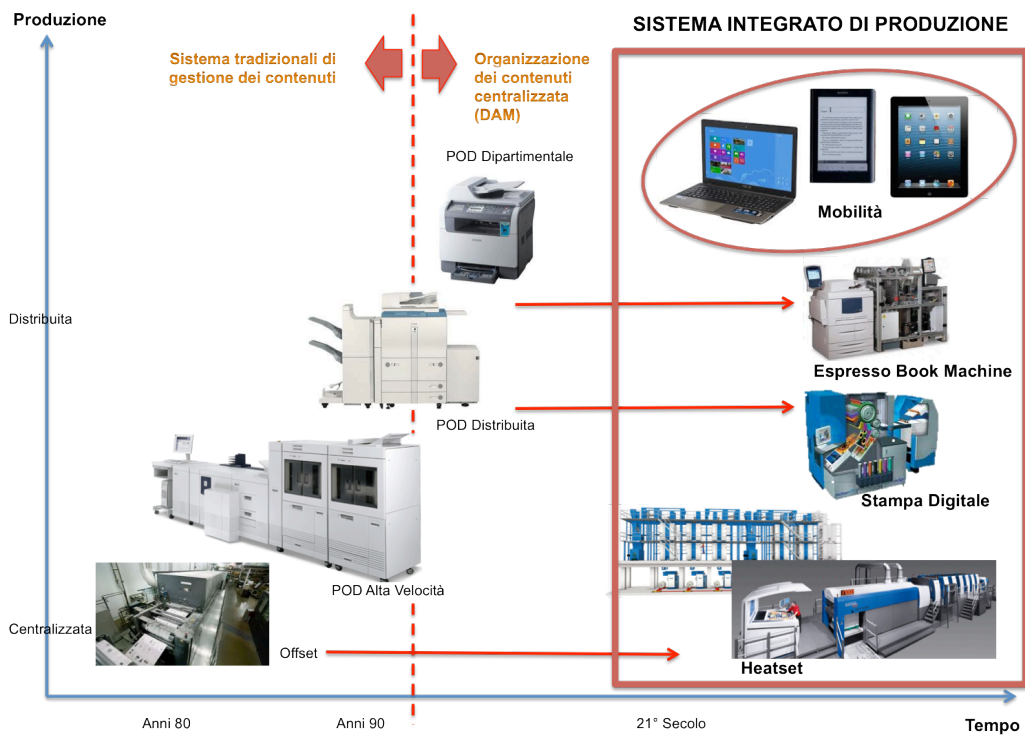 Produzione
SISTEMA INTEGRATO DI PRODUZIONE
Sistema tradizionali di
gestione dei contenuti
Organizzazione
dei contenuti
centralizzata
(DAM)
POD Dipartimentale
Mobilità
Distribuita
Espresso Book Machine
POD Distribuita
Stampa Digitale
POD Alta Velocità
Centralizzata
Offset
Heatset
Anni 80
Anni 90
21° Secolo
Tempo